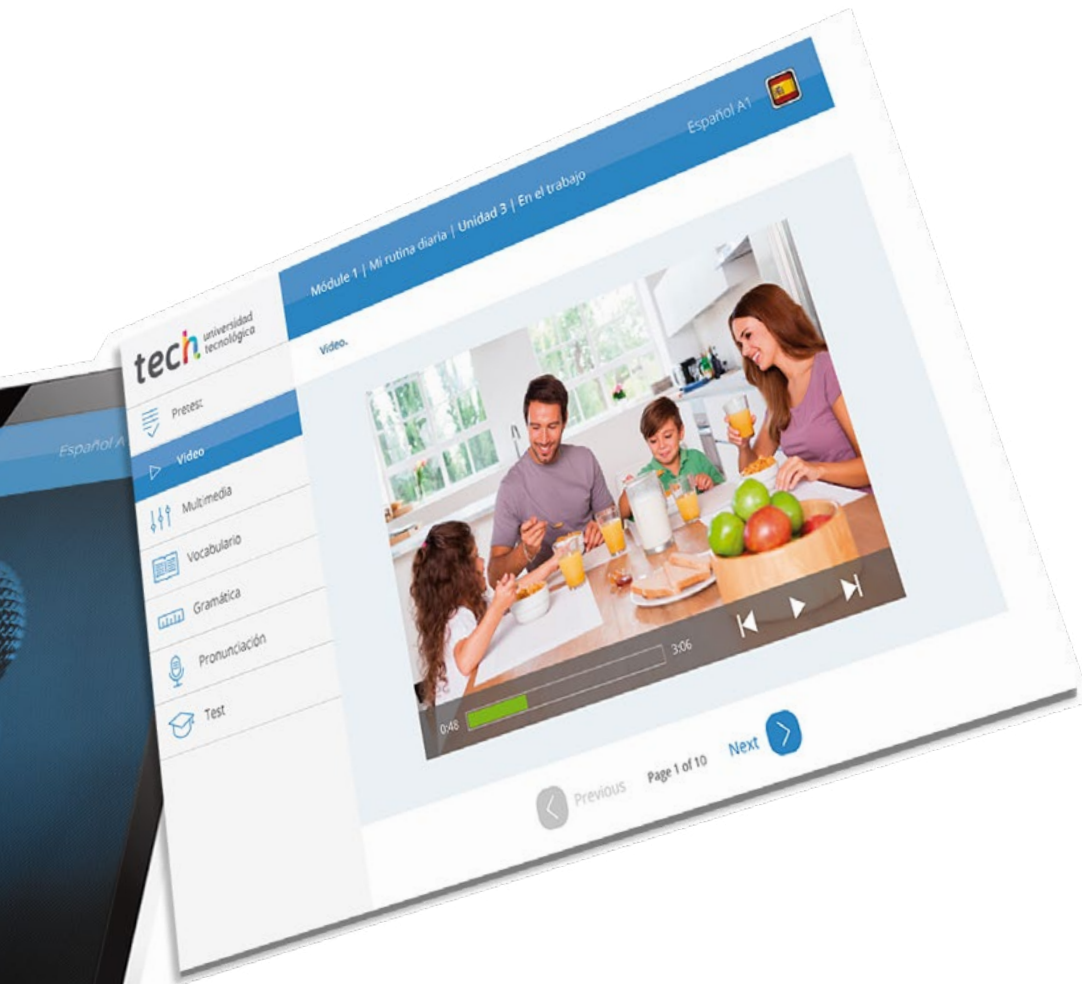 Español A1
Módule 1 | Mi rutina diaria | Unidad 3 | En el trabajo
tech universidad
tecnológica
Video.
Pretest
Video
Multimedia
Vocabulario
Gramática
Pronunciación
Test
0:48
3:06
Previous
Page 1 of 10
Next
Español A